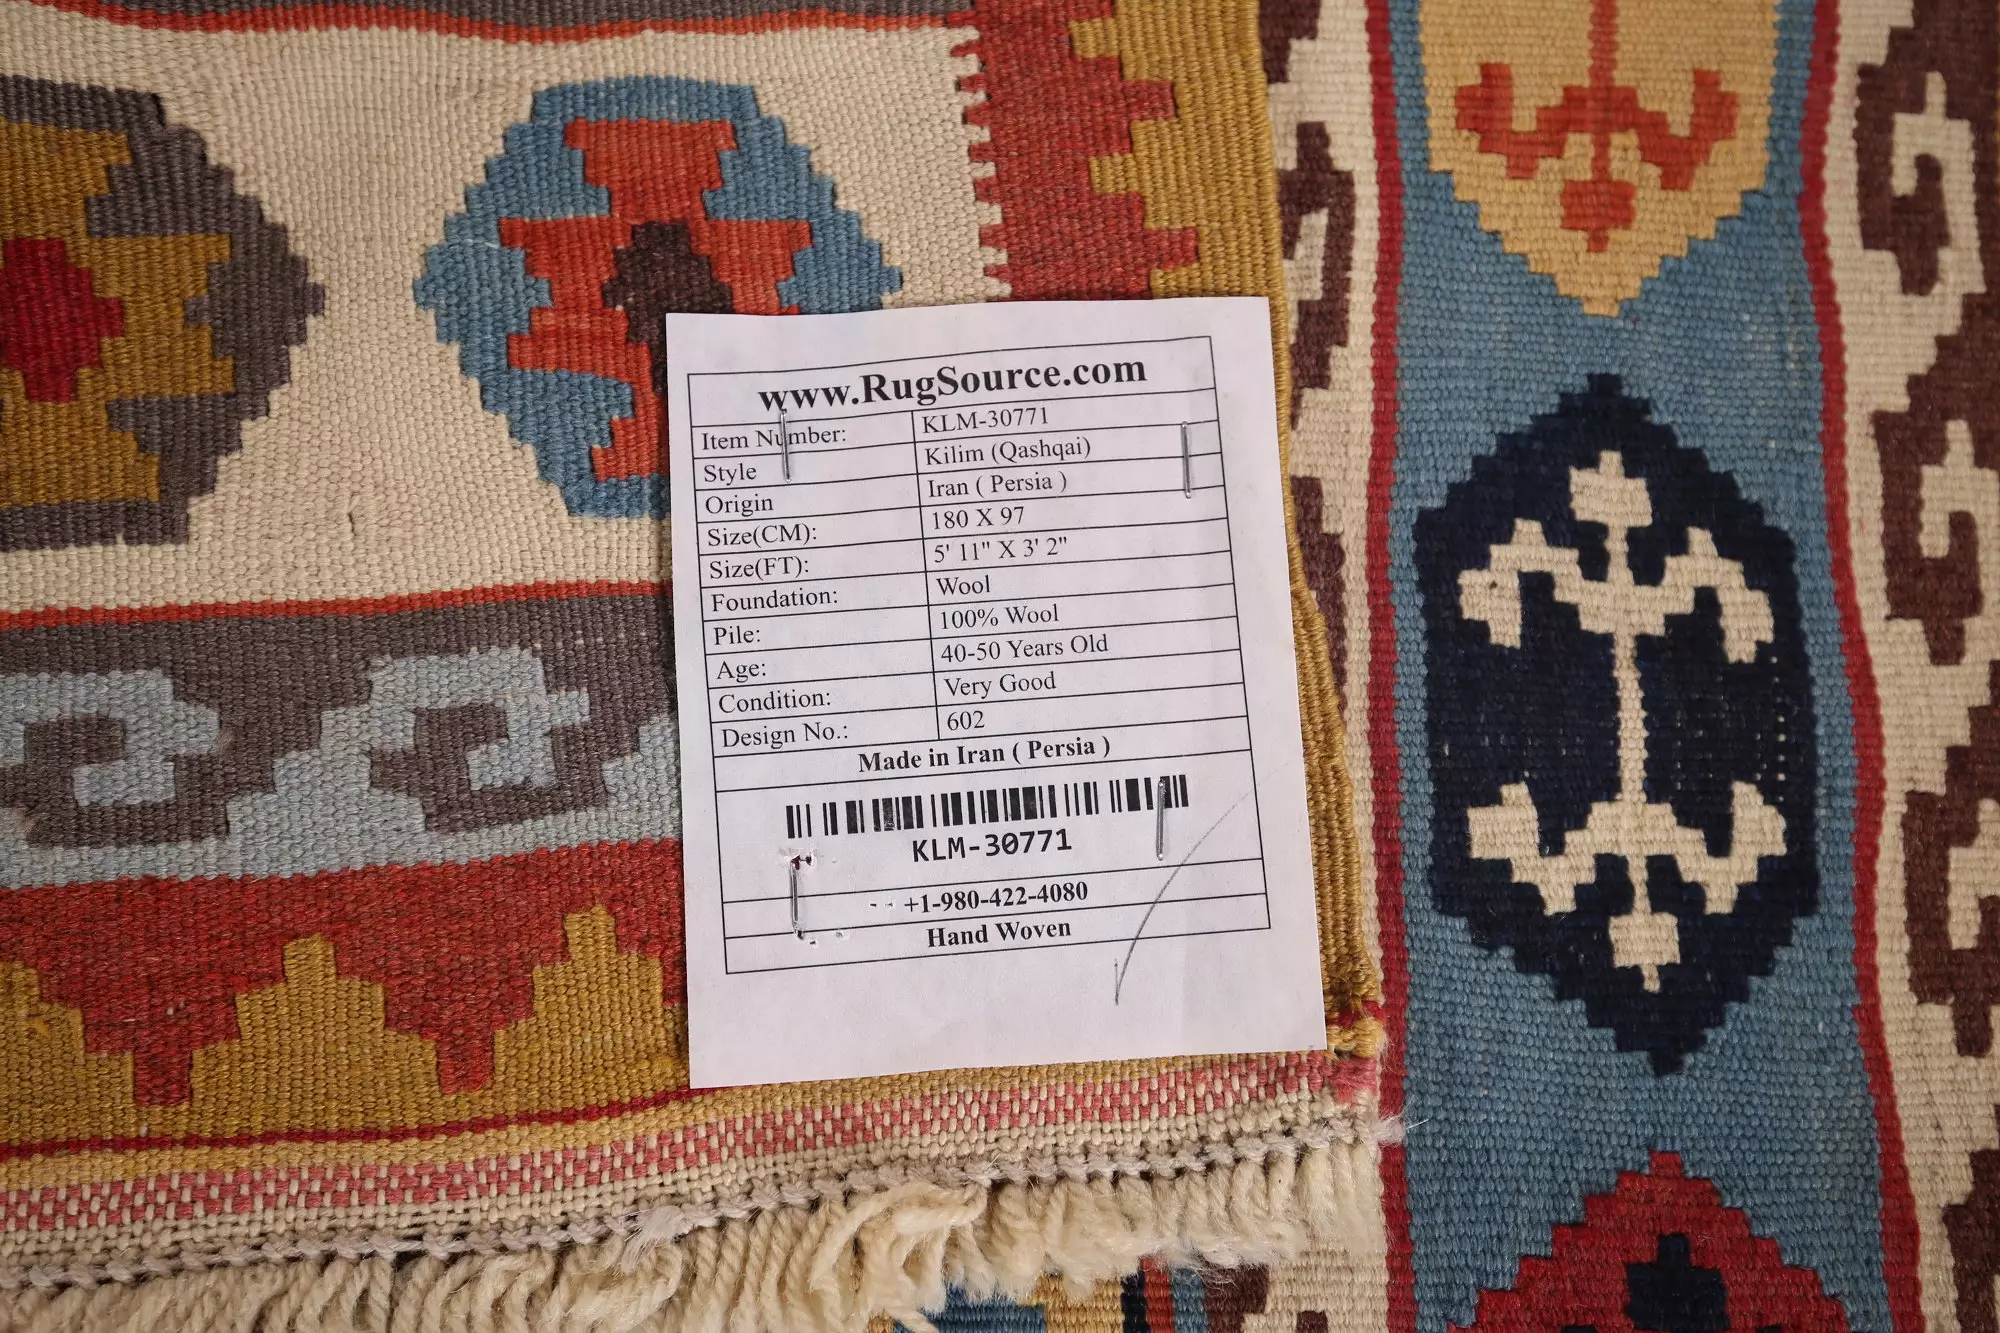 www.RugSource.com
Item Number: KLM-30771
Style Kilim (Qashqai)
Origin Iran ( Persia )
Size(CM): 180 X 97
Size(FT): 5' 11" X 3' 2"
Foundation: Wool
Pile: 100% Wool
Age: 40-50 Years Old
Condition: Very Good
Design No.: 602
Made in Iran ( Persia )
KLM-30771
-- +1-980-422-4080
Hand Woven